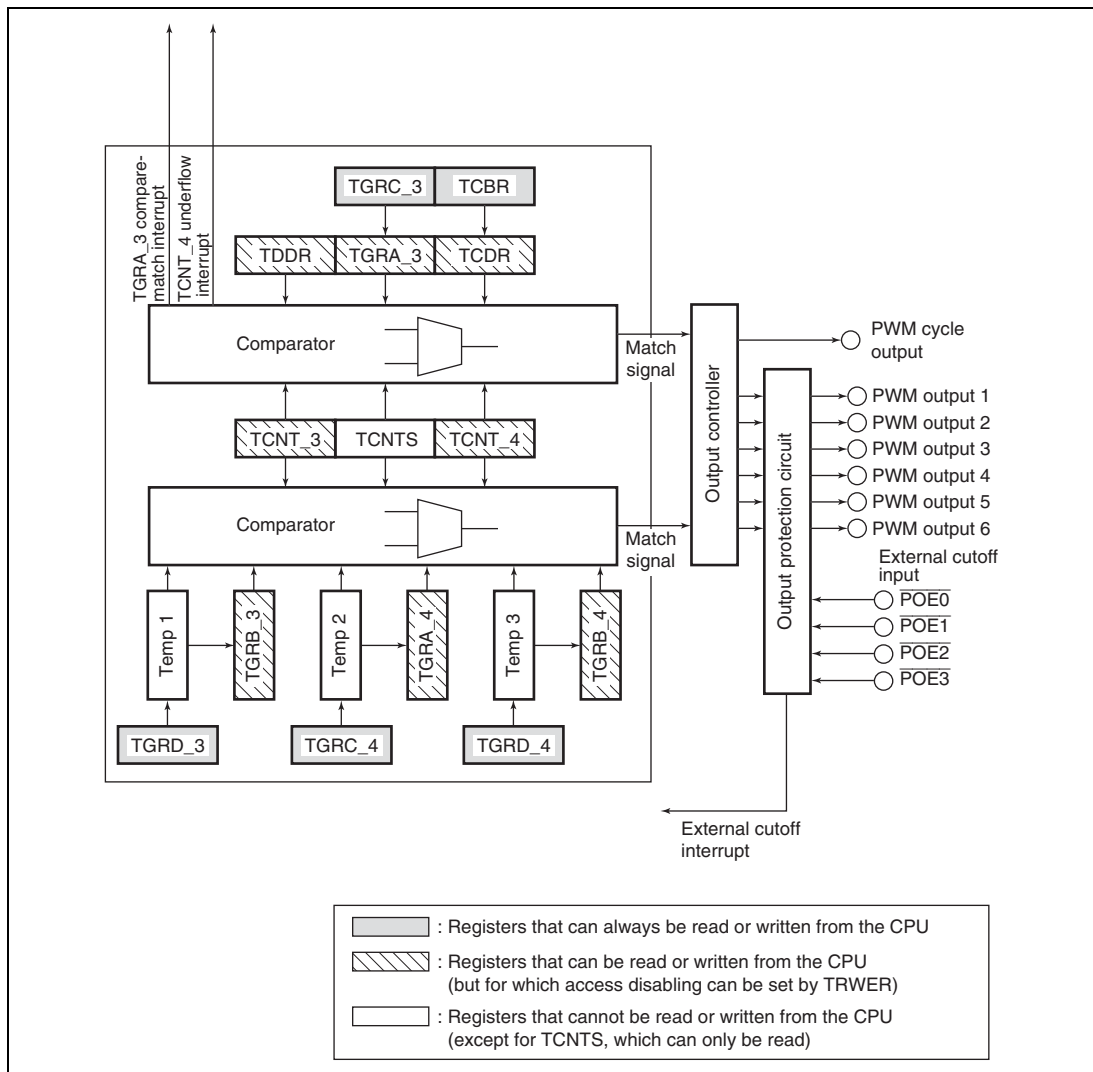 TGRA_3 compare-
match interrupt
TCNT_4 underflow
interrupt
TGRC_3
TCBR
TDDR
TGRA_3
TCDR
Comparator
Match
signal
TCNT_3
TCNTS
TCNT_4
Comparator
Match
signal
Output controller
Output protection circuit
PWM cycle
output
PWM output 1
PWM output 2
PWM output 3
PWM output 4
PWM output 5
PWM output 6
External cutoff
input
POE0
POE1
POE2
POE3
Temp 1
TGRB_3
Temp 2
TGRA_4
Temp 3
TGRB_4
TGRD_3
TGRC_4
TGRD_4
External cutoff
interrupt
: Registers that can always be read or written from the CPU
: Registers that can be read or written from the CPU
(but for which access disabling can be set by TRWER)
: Registers that cannot be read or written from the CPU
(except for TCNTS, which can only be read)